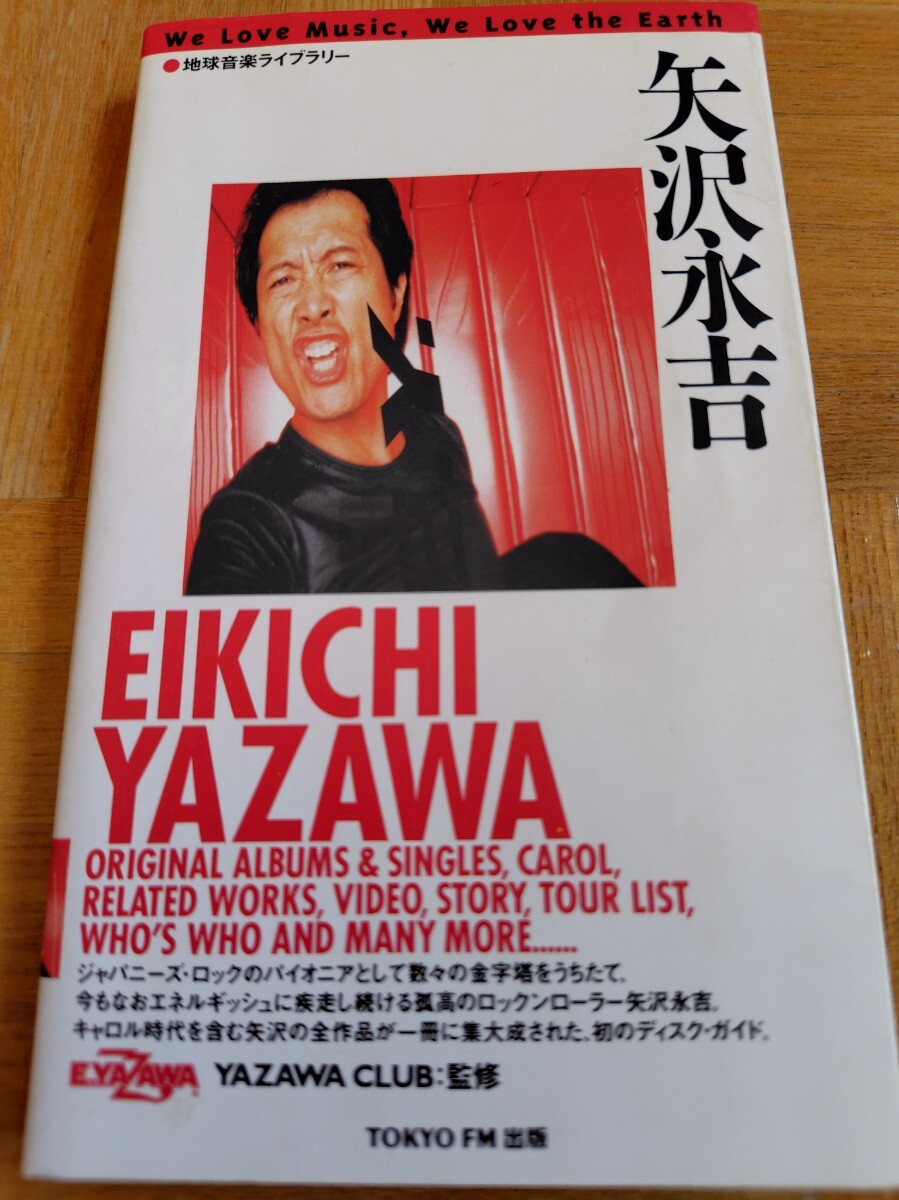 We Love Music, We Love the Earth
●地球音楽ライブラリー
矢沢永吉
EIKICHI
YAZAWA
ORIGINAL ALBUMS & SINGLES, CAROL,
RELATED WORKS, VIDEO, STORY, TOUR LIST,
WHO'S WHO AND MANY MORE......
ジャパニーズ・ロックのパイオニアとして数々の金字塔をうちたて、
今もなおエネルギッシュに疾走し続ける孤高のロックンローラー矢沢永吉。
キャロル時代を含む矢沢の全作品が一冊に集大成された、初のディスク・ガイド。
E.YAZAWA YAZAWA CLUB:監修
TOKYO FM 出版